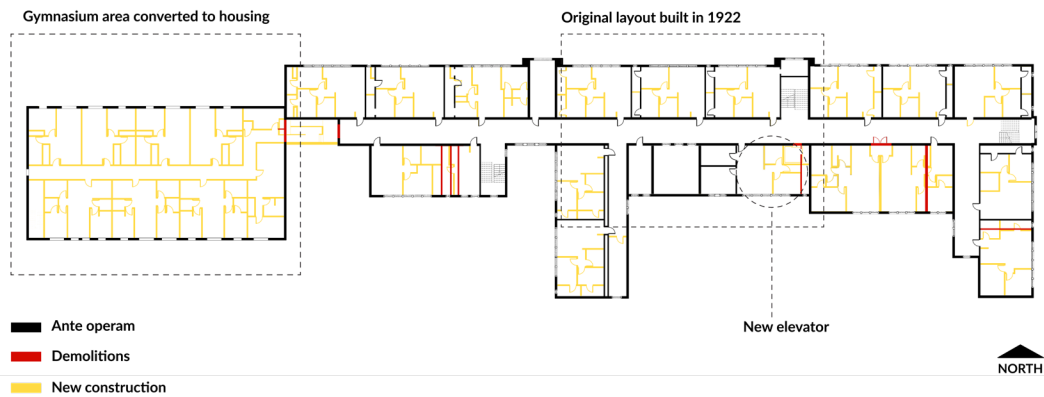 Gymnasium area converted to housing
Original layout built in 1922
New elevator
Ante operam
Demolitions
New construction
NORTH